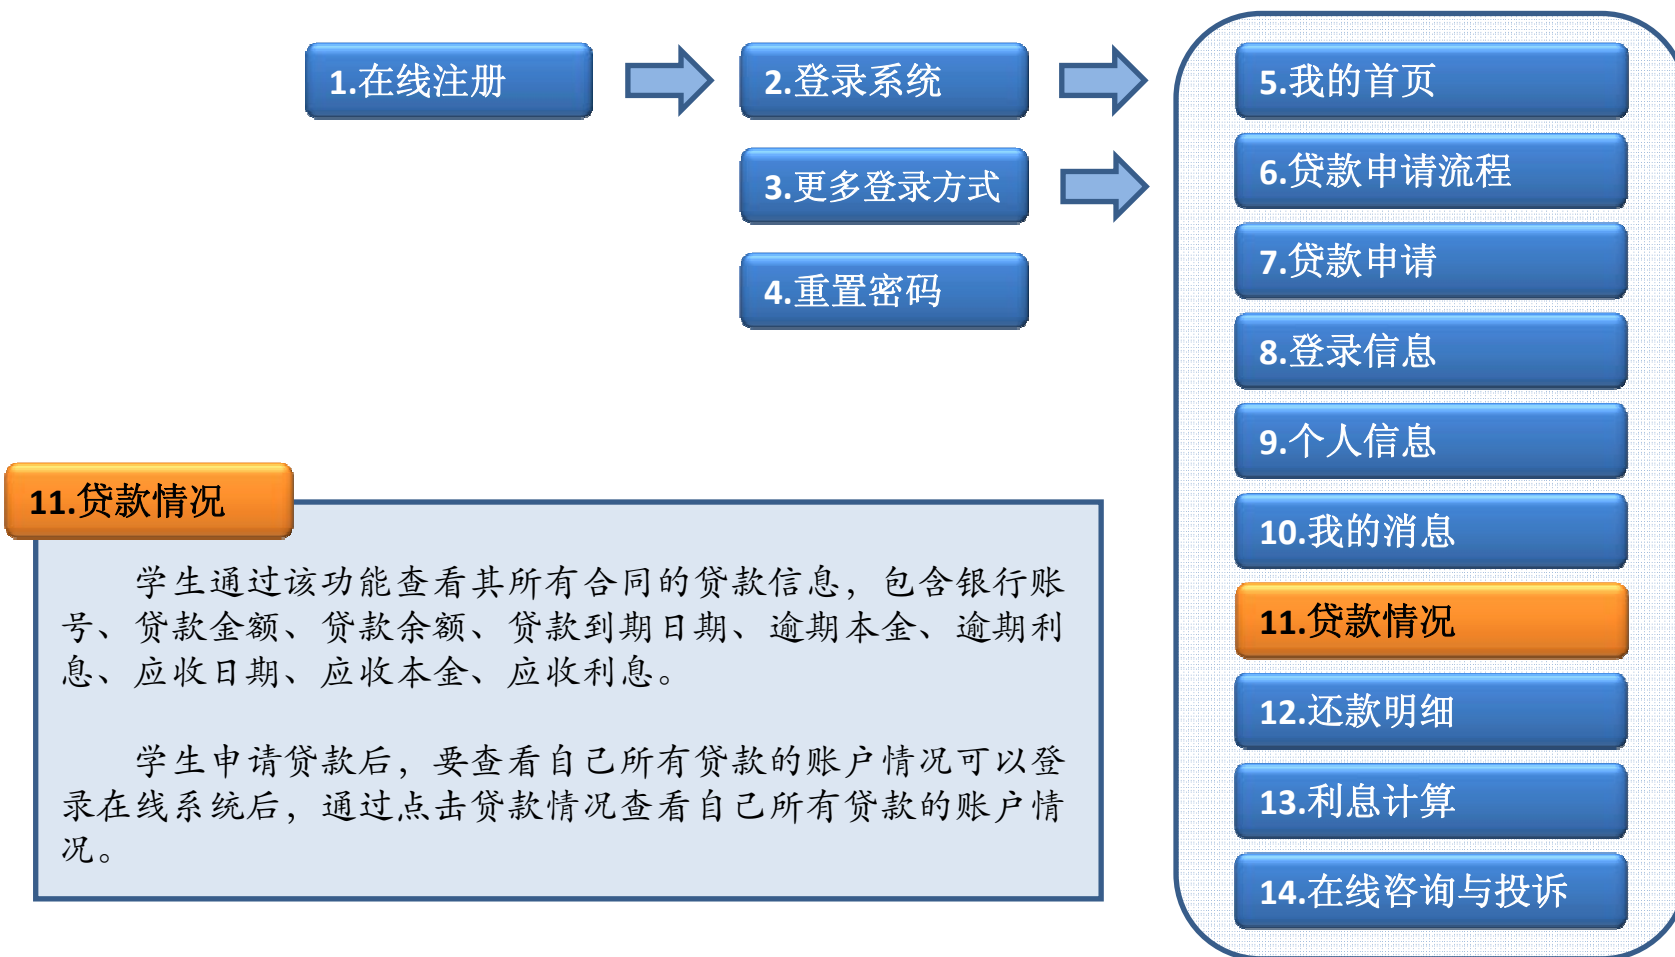 1.在线注册
2.登录系统
3.更多登录方式
4.重置密码
5.我的首页
6.贷款申请流程
7.贷款申请
8.登录信息
9.个人信息
10.我的消息
11.贷款情况
12.还款明细
13.利息计算
14.在线咨询与投诉
11.贷款情况
学生通过该功能查看其所有合同的贷款信息，包含银行账
号、贷款金额、贷款余额、贷款到期日期、逾期本金、逾期利
息、应收日期、应收本金、应收利息。
学生申请贷款后，要查看自己所有贷款的账户情况可以登
录在线系统后，通过点击贷款情况查看自己所有贷款的账户情
况。